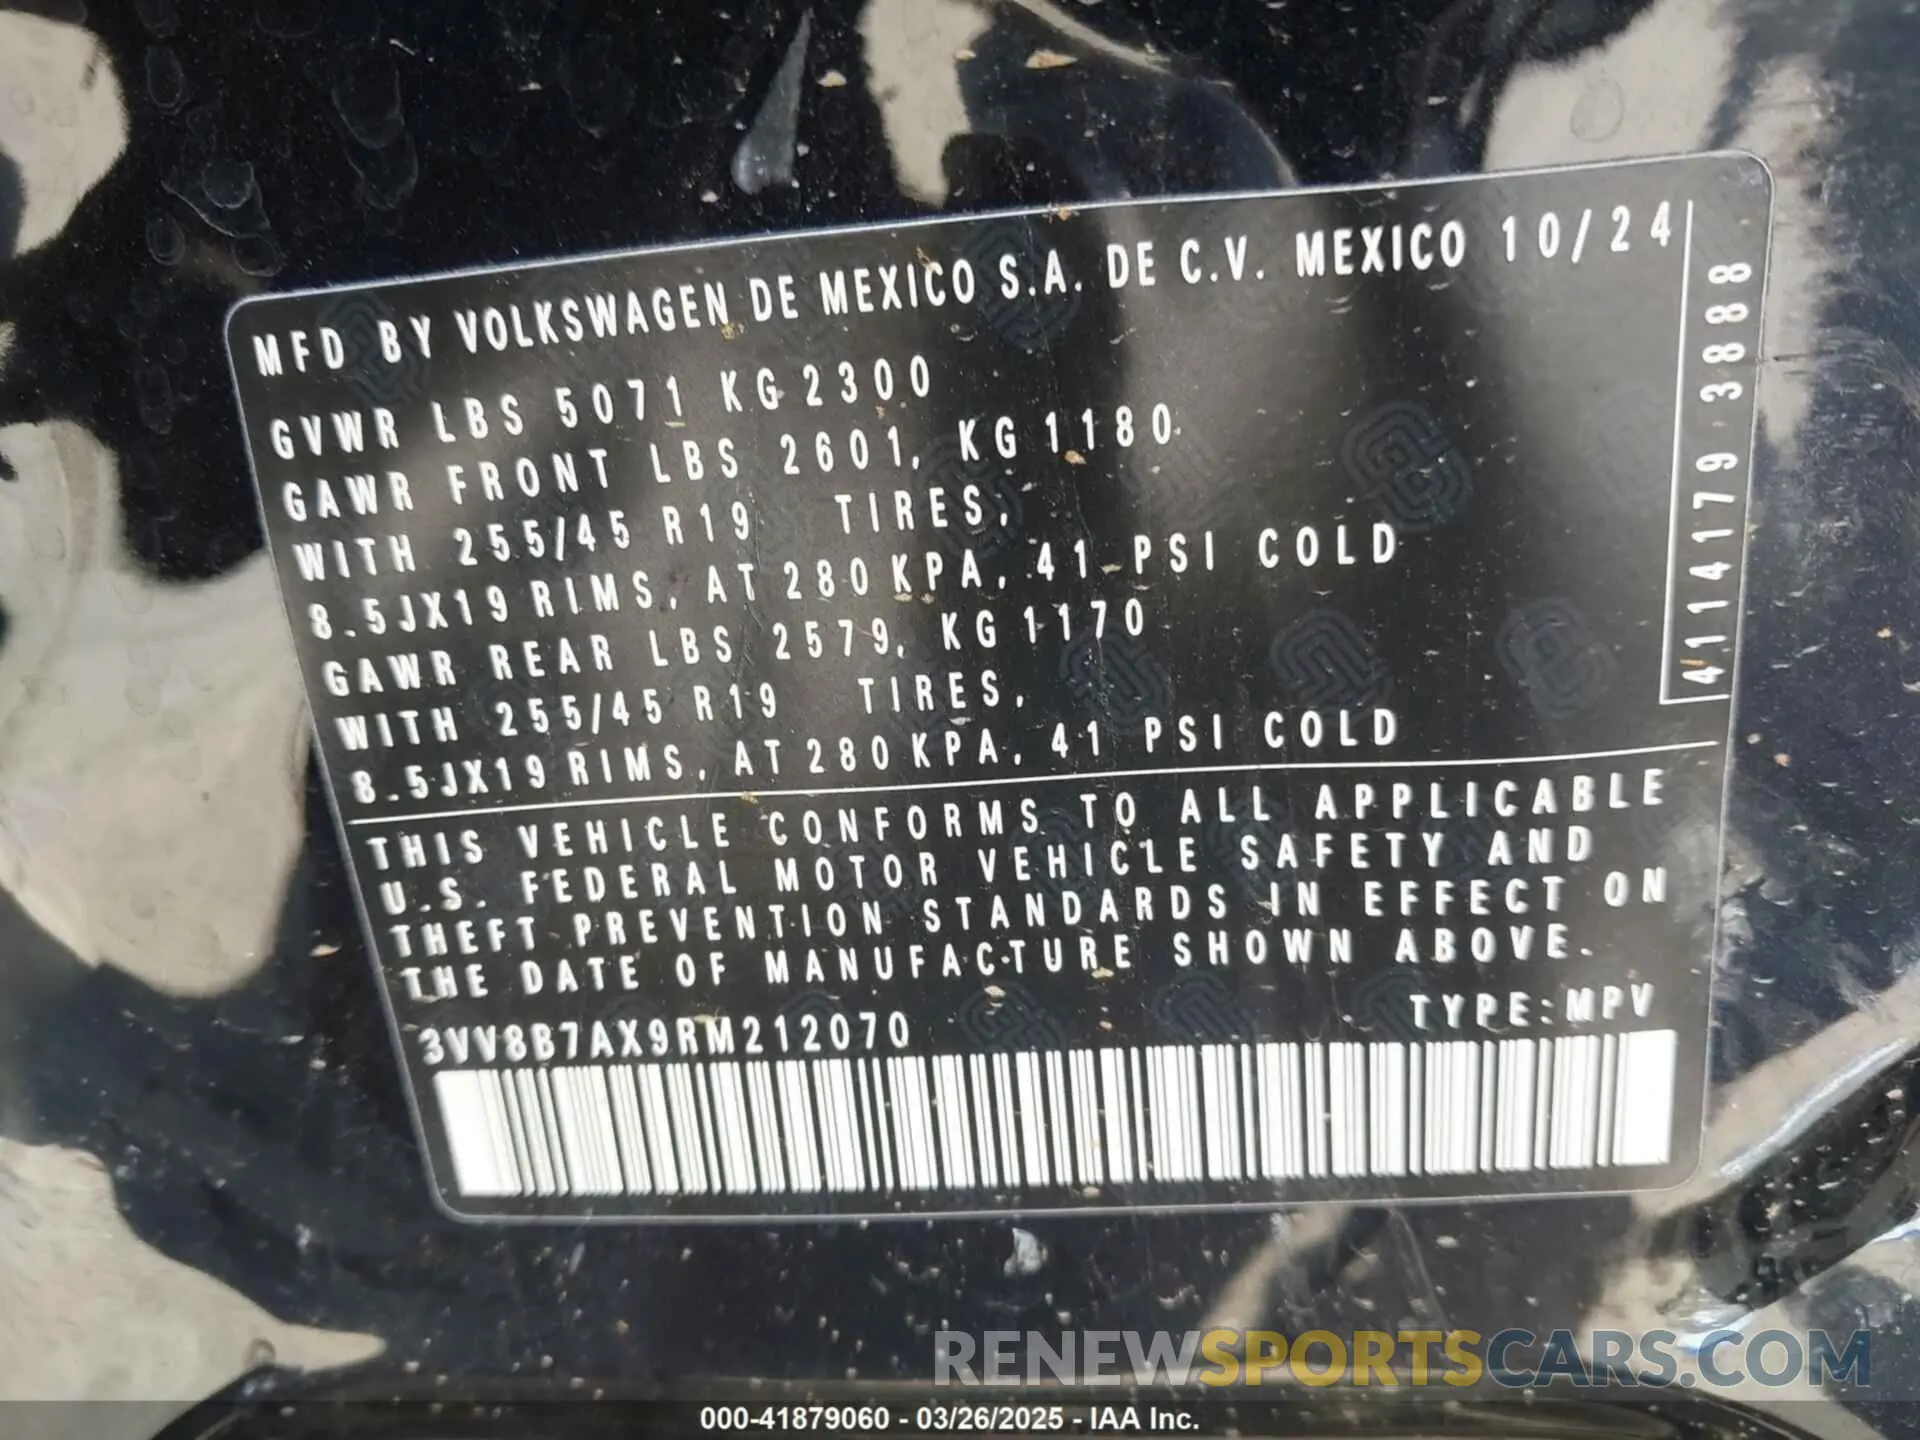 MFD BY VOLKSWAGEN DE MEXICO S.A. DE C.V. MEXICO 10/24
GVWR LBS 5071 KG 2300
GAWR FRONT LBS 2601, KG 1180
WITH 255/45 R19 TIRES,
8.5JX19 RIMS, AT 280 KPA, 41 PSI COLD
GAWR REAR LBS 2579, KG 1170
WITH 255/45 R19 TIRES,
8.5JX19 RIMS, AT 280 KPA, 41 PSI COLD
4114179 3888
THIS VEHICLE CONFORMS TO ALL APPLICABLE
U.S. FEDERAL MOTOR VEHICLE SAFETY AND
THEFT PREVENTION STANDARDS IN EFFECT ON
THE DATE OF MANUFACTURE SHOWN ABOVE.
3VV8B7AX9RM212070 TYPE:MPV
RENEWSPORTSCARS.COM
000-41879060 - 03/26/2025 - IAA Inc.